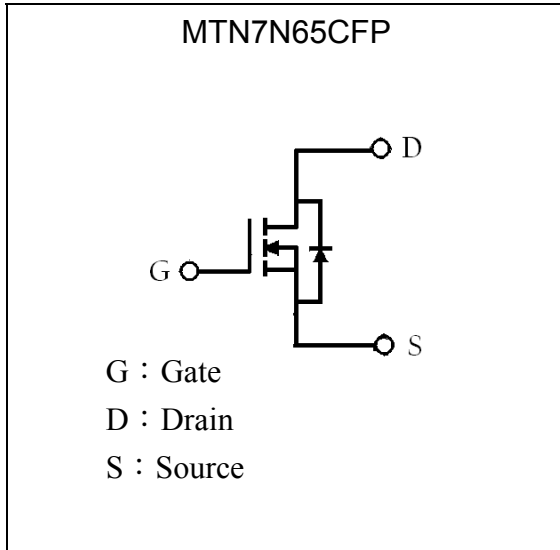 MTN7N65CFP
D
G
S
G：Gate
D：Drain
S：Source